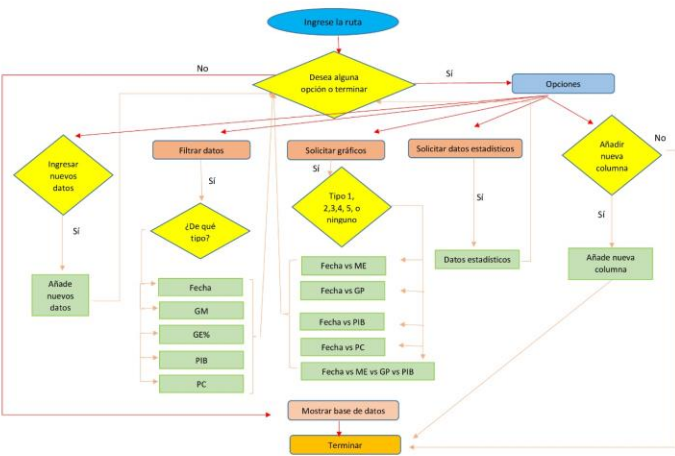 Ingrese la ruta
No
Desea alguna
opción o terminar
Sí
Opciones
Ingresar
nuevos
datos
Filtrar datos
Solicitar gráficos
Solicitar datos estadísticos
Añadir
nueva
columna
No
Sí
Sí
Sí
Sí
Sí
¿De qué
tipo?
Tipo 1,
2,3,4, 5, o
ninguno
Añade
nuevos
datos
Fecha
GM
GE%
PIB
PC
Fecha vs ME
Fecha vs GP
Fecha vs PIB
Fecha vs PC
Fecha vs ME vs GP vs PIB
Datos estadísticos
Añade nueva
columna
Mostrar base de datos
Terminar